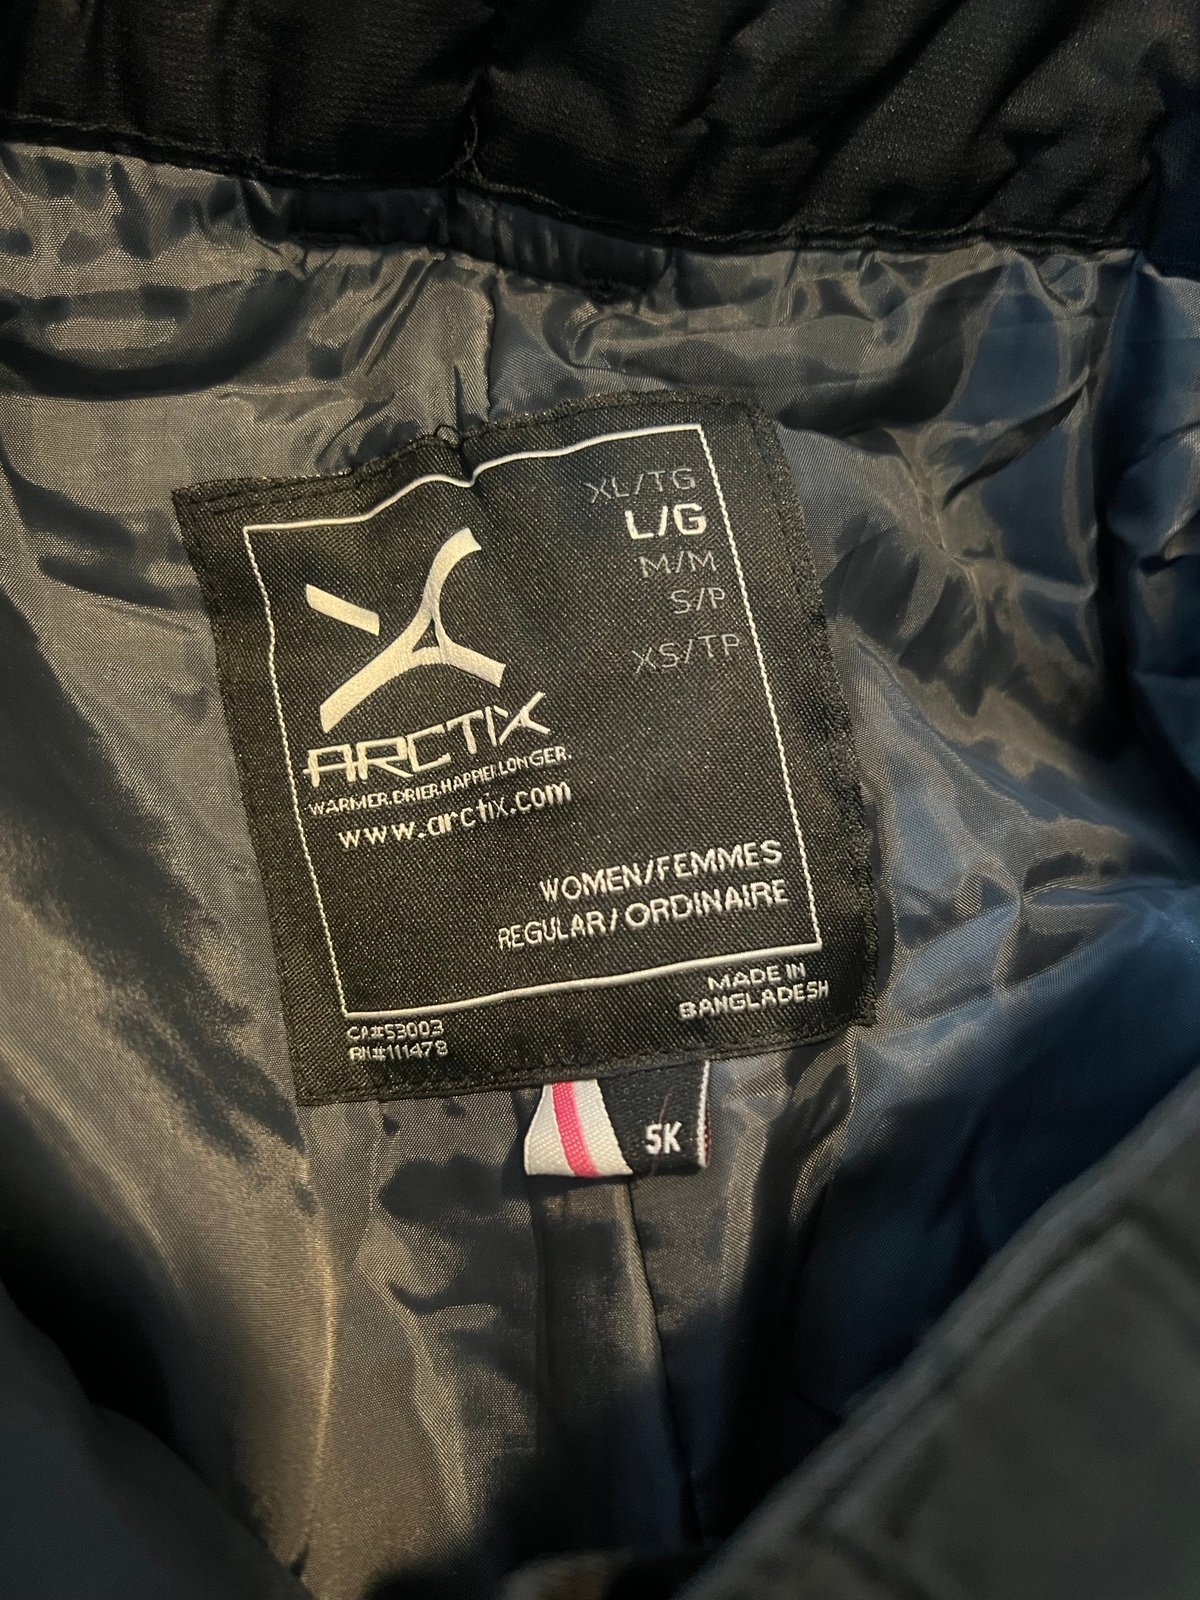 XL/TG
L/G
M/M
S/P
XS/TP
ARCTIX
WARMER.DRIER.HAPPIER.LONGER.
www.arctix.com
WOMEN/FEMMES
REGULAR/ORDINAIRE
MADE IN
BANGLADESH
CA#53003
RN#111478
5K